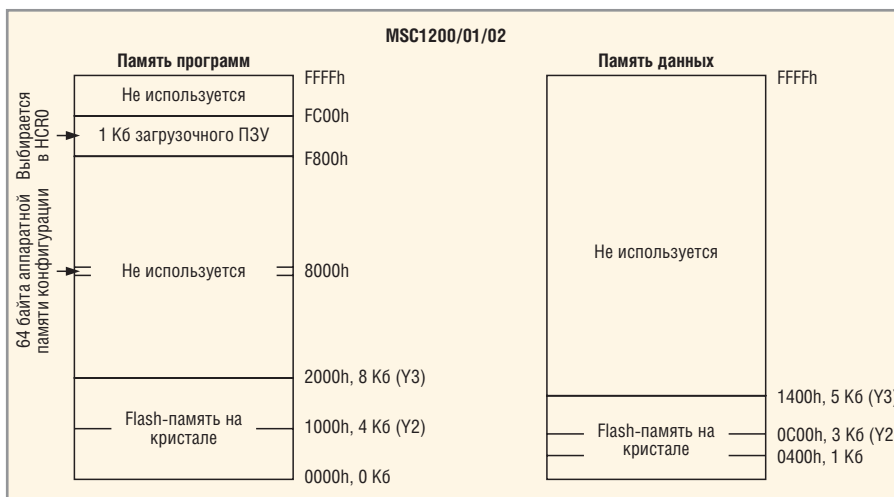 MSC1200/01/02
Память программ
FFFFh
Не используется
FC00h
1 Кб загрузочного ПЗУ
F800h
Выбирается
в HCR0
64 байта аппаратной
памяти конфигурации
Не используется
8000h
2000h, 8 Кб (Y3)
Flash-память на
кристале
1000h, 4 Кб (Y2)
0000h, 0 Кб
Память данных
FFFFh
Не используется
1400h, 5 Кб (Y3)
Flash-память на
кристале
0C00h, 3 Кб (Y2
0400h, 1 Кб